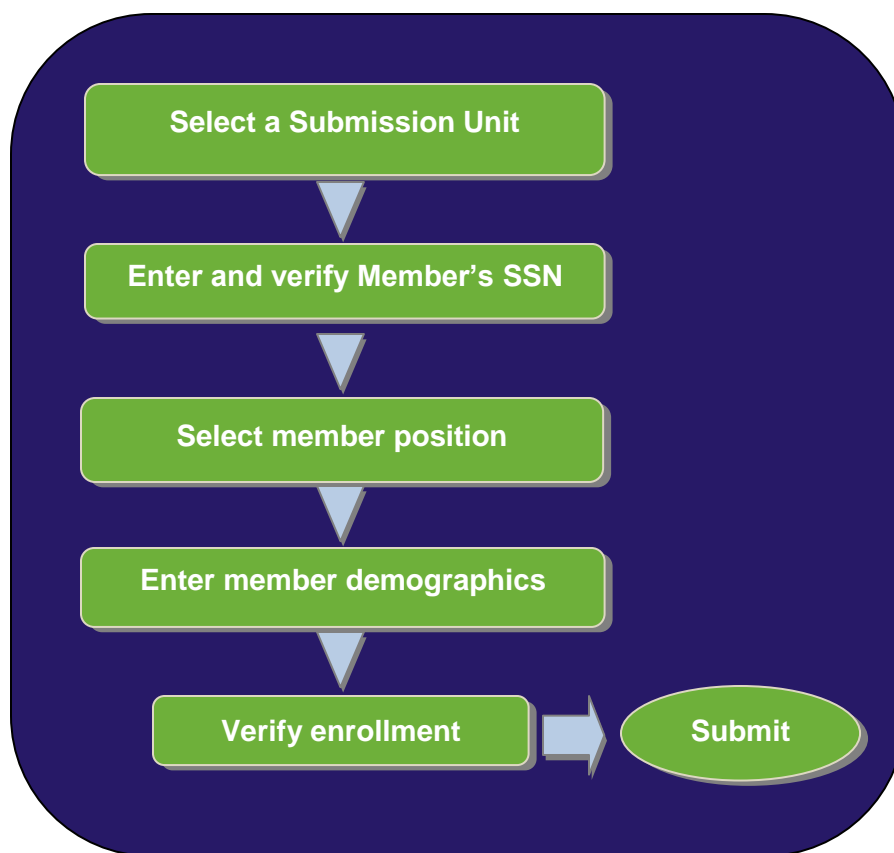 Select a Submission Unit
Enter and verify Member’s SSN
Select member position
Enter member demographics
Verify enrollment
Submit